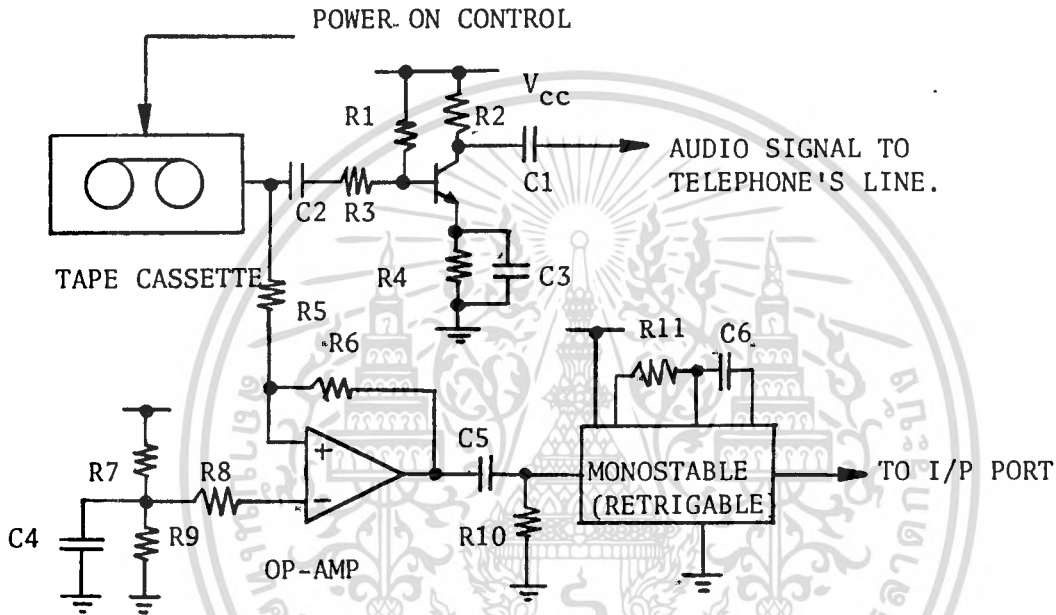 POWER-ON CONTROL
Vcc
R1
R2
C1
AUDIO SIGNAL TO
TELEPHONE'S LINE.
C2
R3
R4
C3
TAPE CASSETTE
R5
R6
R11
C6
R7
R8
+
−
C5
MONOSTABLE
(RETRIGABLE)
TO I/P PORT
C4
R9
R10
OP-AMP